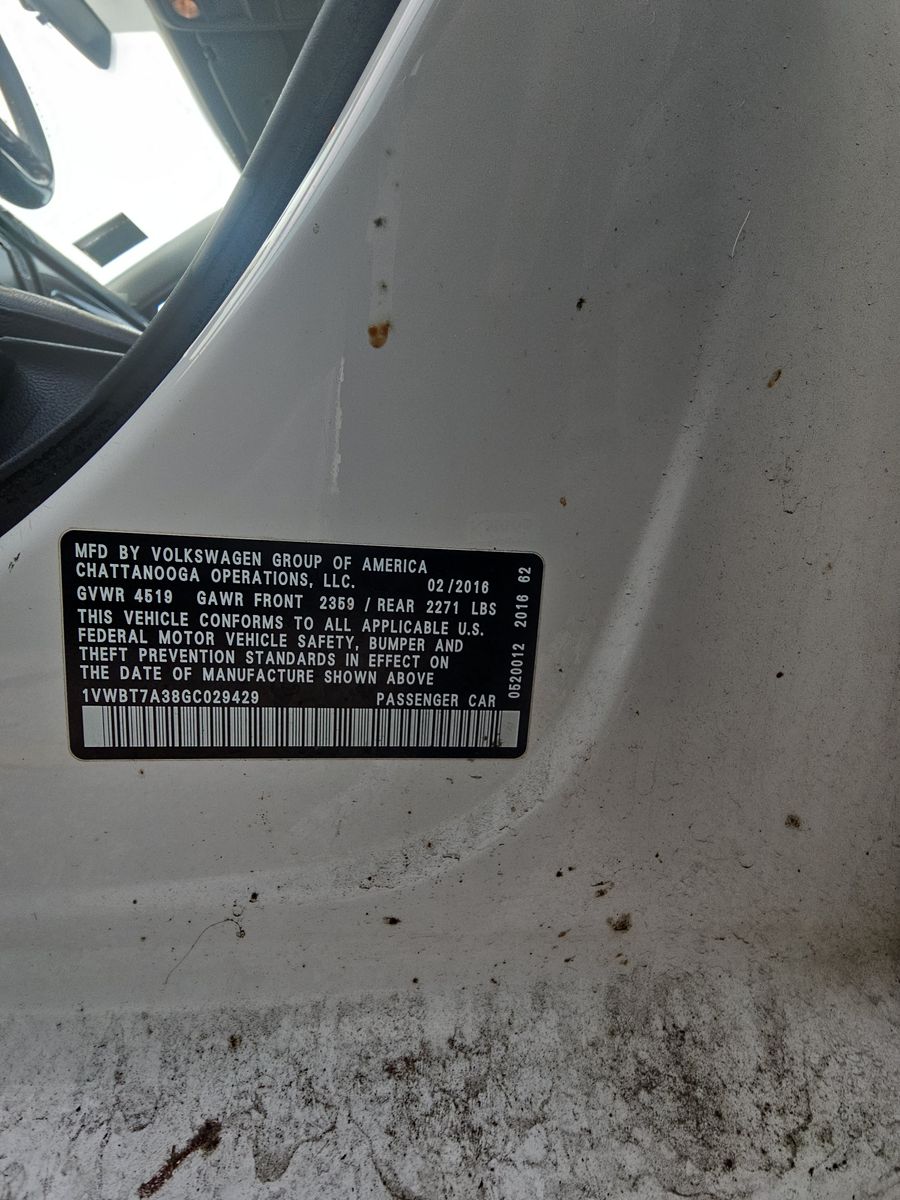 MFD BY VOLKSWAGEN GROUP OF AMERICA
CHATTANOOGA OPERATIONS, LLC. 02/2016
GVWR 4519 GAWR FRONT 2359 / REAR 2271 LBS
THIS VEHICLE CONFORMS TO ALL APPLICABLE U.S.
FEDERAL MOTOR VEHICLE SAFETY, BUMPER AND
THEFT PREVENTION STANDARDS IN EFFECT ON
THE DATE OF MANUFACTURE SHOWN ABOVE
1VWBT7A38GC029429 PASSENGER CAR
0520012 2016 62